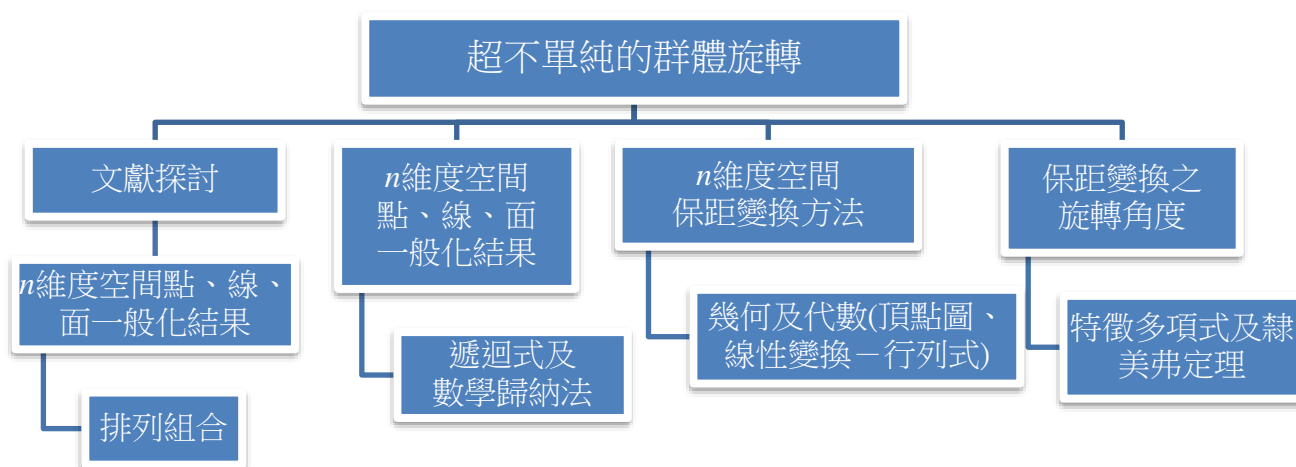 超不單純的群體旋轉
文獻探討
n維度空間點、線、
面一般化結果
排列組合
n維度空間
點、線、面
一般化結果
遞迴式及
數學歸納法
n維度空間
保距變換方法
幾何及代數(頂點圖、
線性變換－行列式)
保距變換之
旋轉角度
特徵多項式及隸
美弗定理